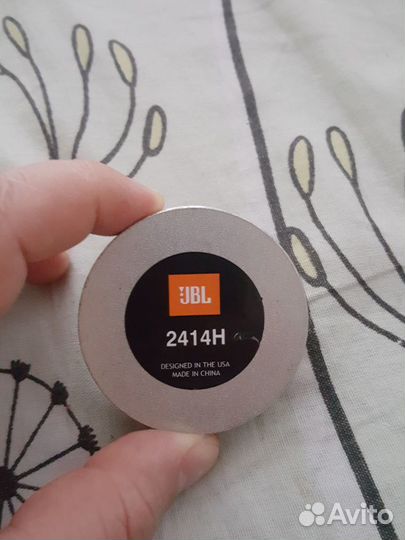 JBL
2414H
DESIGNED IN THE USA
MADE IN CHINA
Avito